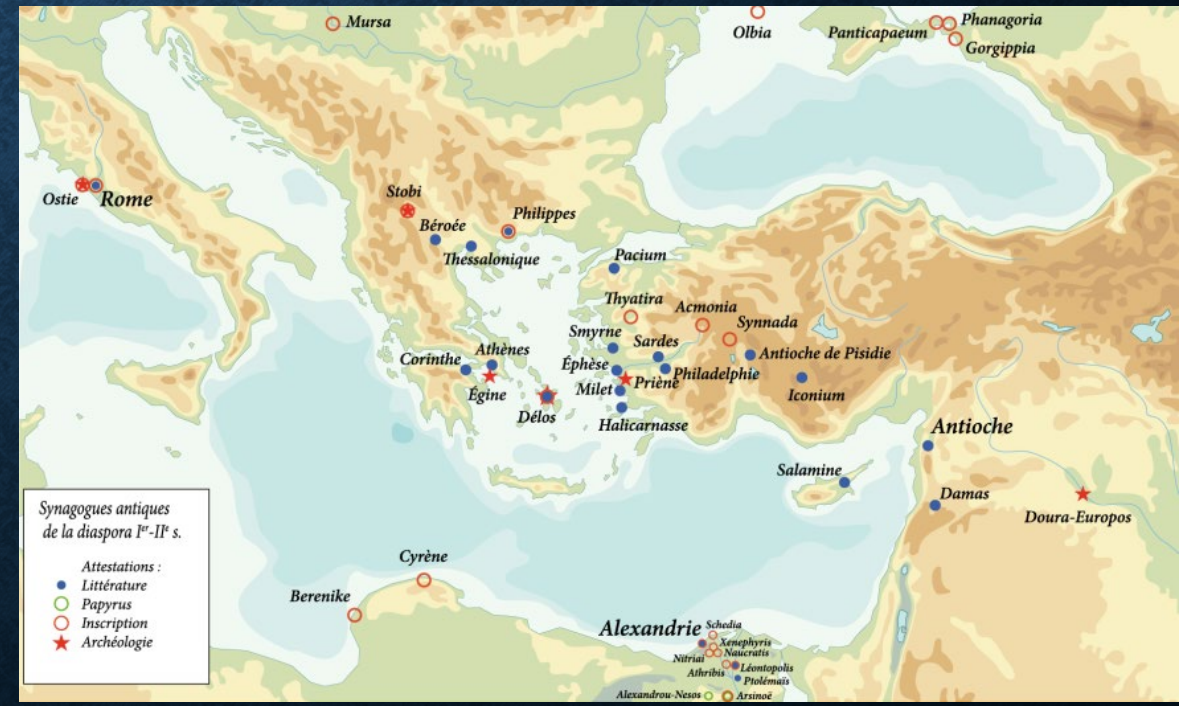 Mursa
Olbia
Panticapaeum
Phanagoria
Gorgippia
Ostie
Rome
Stobi
Béroée
Philippes
Thessalonique
Pacium
Thyatira
Acmonia
Synnada
Smyrne
Sardes
Antioche de Pisidie
Corinthe
Athènes
Éphèse
Philadelphie
Priène
Égine
Milet
Iconium
Délos
Halicarnasse
Antioche
Salamine
Damas
Doura-Europos
Cyrène
Berenike
Alexandrie
Schedia
Xenephyris
Nitriai
Naucratis
Athribis
Léontopolis
Ptolémaïs
Alexandrou-Nesos
Arsinoé
Synagogues antiques
de la diaspora Ier-IIe s.
Attestations :
Littérature
Papyrus
Inscription
Archéologie